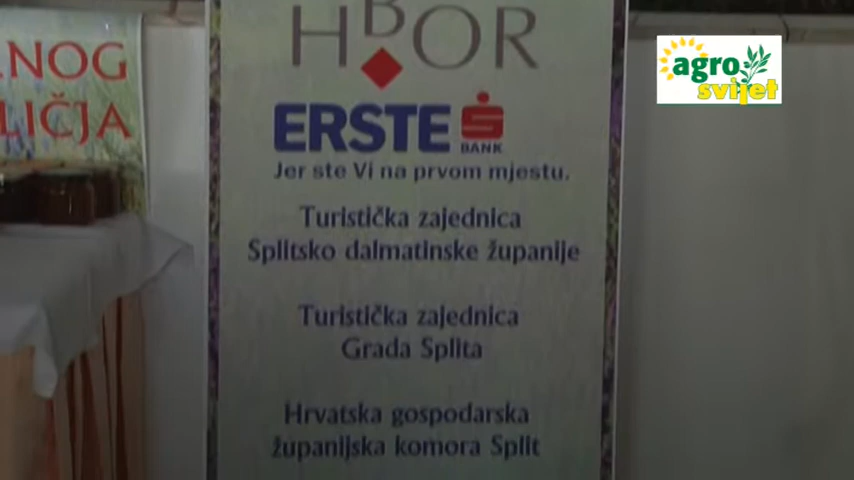 HBOR
ERSTE S
BANK
Jer ste Vi na prvom mjestu.
Turistička zajednica
Splitsko dalmatinske županije
Turistička zajednica
Grada Splita
Hrvatska gospodarska
županijska komora Split
LNOG
LIČJA
agro
svijet